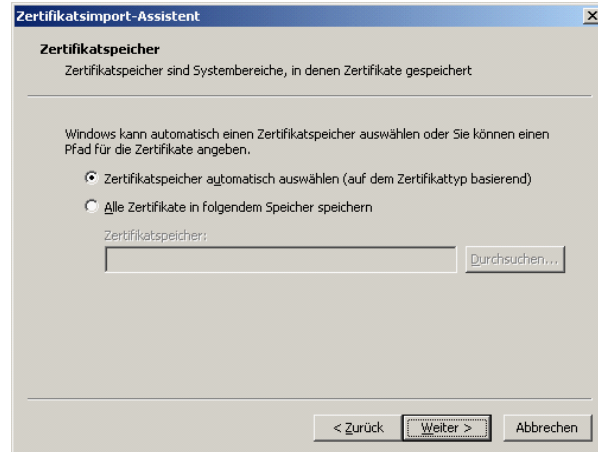 Zertifikatsimport-Assistent
Zertifikatspeicher
Zertifikatspeicher sind Systembereiche, in denen Zertifikate gespeichert
Windows kann automatisch einen Zertifikatspeicher auswählen oder Sie können einen
Pfad für die Zertifikate angeben.
Zertifikatspeicher automatisch auswählen (auf dem Zertifikattyp basierend)
Alle Zertifikate in folgendem Speicher speichern
Zertifikatspeicher:
Durchsuchen...
< Zurück Weiter > Abbrechen